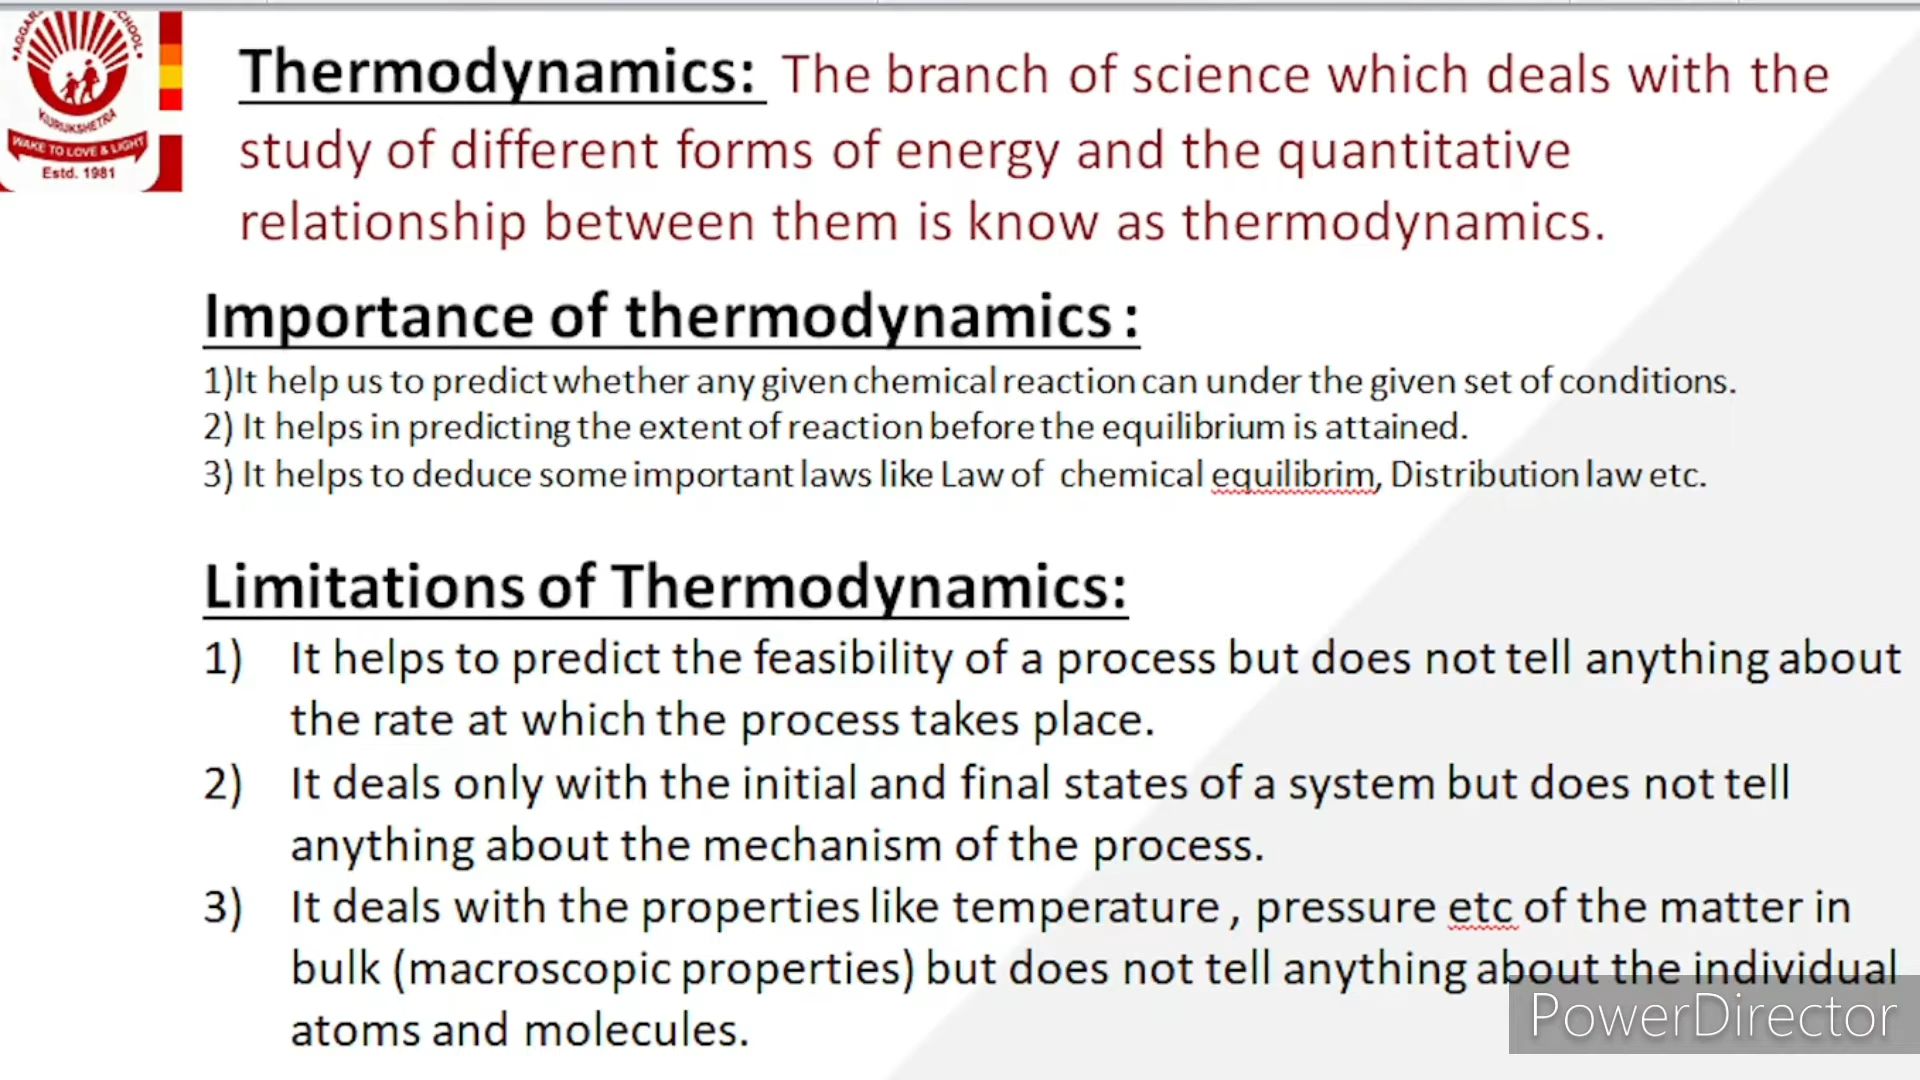 SCHOOL
KURUKSHETRA
WAKE TO LOVE & LIGHT
Estd. 1981
Thermodynamics: The branch of science which deals with the
study of different forms of energy and the quantitative
relationship between them is know as thermodynamics.
Importance of thermodynamics :
1)It help us to predict whether any given chemical reaction can under the given set of conditions.
2) It helps in predicting the extent of reaction before the equilibrium is attained.
3) It helps to deduce some important laws like Law of chemical equilibrim, Distribution law etc.
Limitations of Thermodynamics:
1) It helps to predict the feasibility of a process but does not tell anything about
the rate at which the process takes place.
2) It deals only with the initial and final states of a system but does not tell
anything about the mechanism of the process.
3) It deals with the properties like temperature , pressure etc of the matter in
bulk (macroscopic properties) but does not tell anything about the individual
atoms and molecules.
PowerDirector